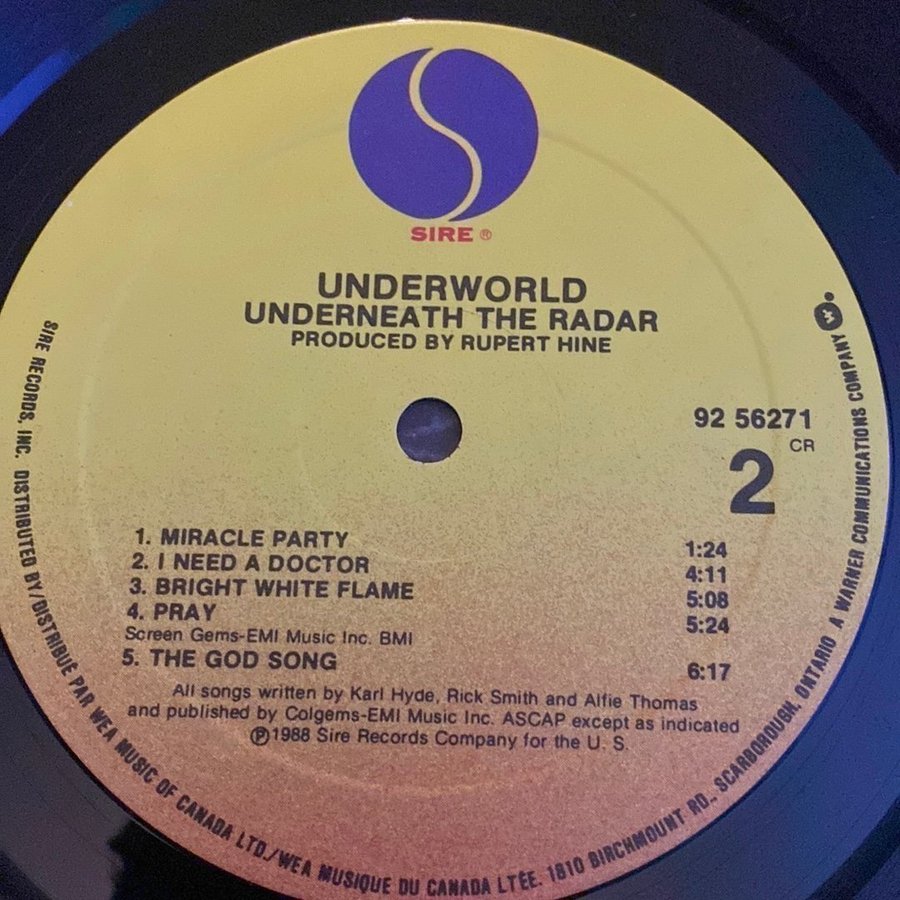 SIRE ®
UNDERWORLD
UNDERNEATH THE RADAR
PRODUCED BY RUPERT HINE
92 56271
CR
2
1. MIRACLE PARTY 1:24
2. I NEED A DOCTOR 4:11
3. BRIGHT WHITE FLAME 5:08
4. PRAY 5:24
Screen Gems-EMI Music Inc. BMI
5. THE GOD SONG 6:17
All songs written by Karl Hyde, Rick Smith and Alfie Thomas
and published by Colgems-EMI Music Inc. ASCAP except as indicated
Ⓟ1988 Sire Records Company for the U. S.
SIRE RECORDS, INC. DISTRIBUTED BY/DISTRIBUÉ PAR WEA MUSIC OF CANADA LTD./WEA MUSIQUE DU CANADA LTÉE. 1810 BIRCHMOUNT RD., SCARBOROUGH, ONTARIO A WARNER COMMUNICATIONS COMPANY